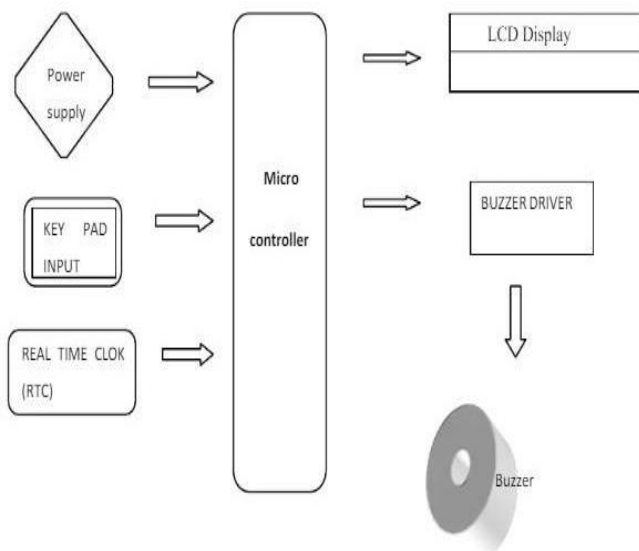 Power
supply
KEY PAD
INPUT
REAL TIME CLOK
(RTC)
Micro
controller
LCD Display
BUZZER DRIVER
Buzzer